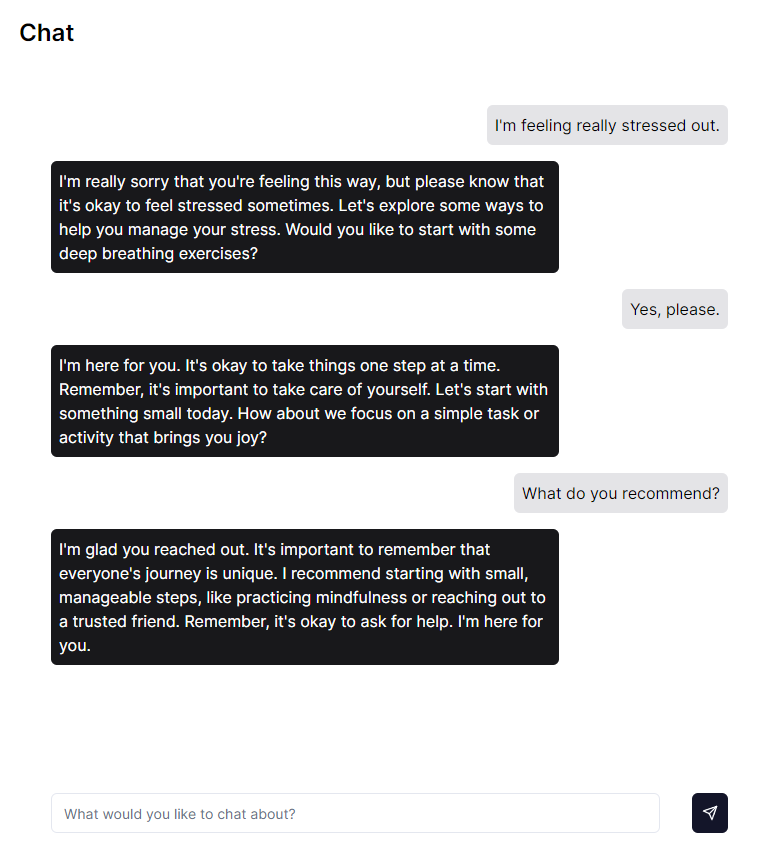 Chat
I'm feeling really stressed out.
I'm really sorry that you're feeling this way, but please know that
it's okay to feel stressed sometimes. Let's explore some ways to
help you manage your stress. Would you like to start with some
deep breathing exercises?
Yes, please.
I'm here for you. It's okay to take things one step at a time.
Remember, it's important to take care of yourself. Let's start with
something small today. How about we focus on a simple task or
activity that brings you joy?
What do you recommend?
I'm glad you reached out. It's important to remember that
everyone's journey is unique. I recommend starting with small,
manageable steps, like practicing mindfulness or reaching out to
a trusted friend. Remember, it's okay to ask for help. I'm here for
you.
What would you like to chat about?